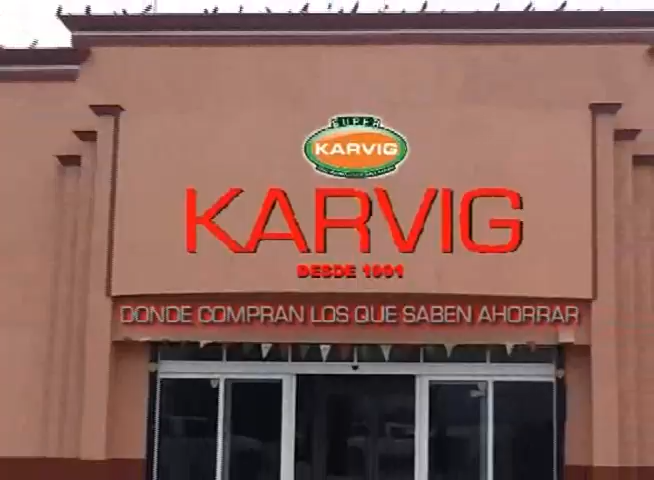 SUPER
KARVIG
KARVIG
DESDE 1991
DONDE COMPRAN LOS QUE SABEN AHORRAR